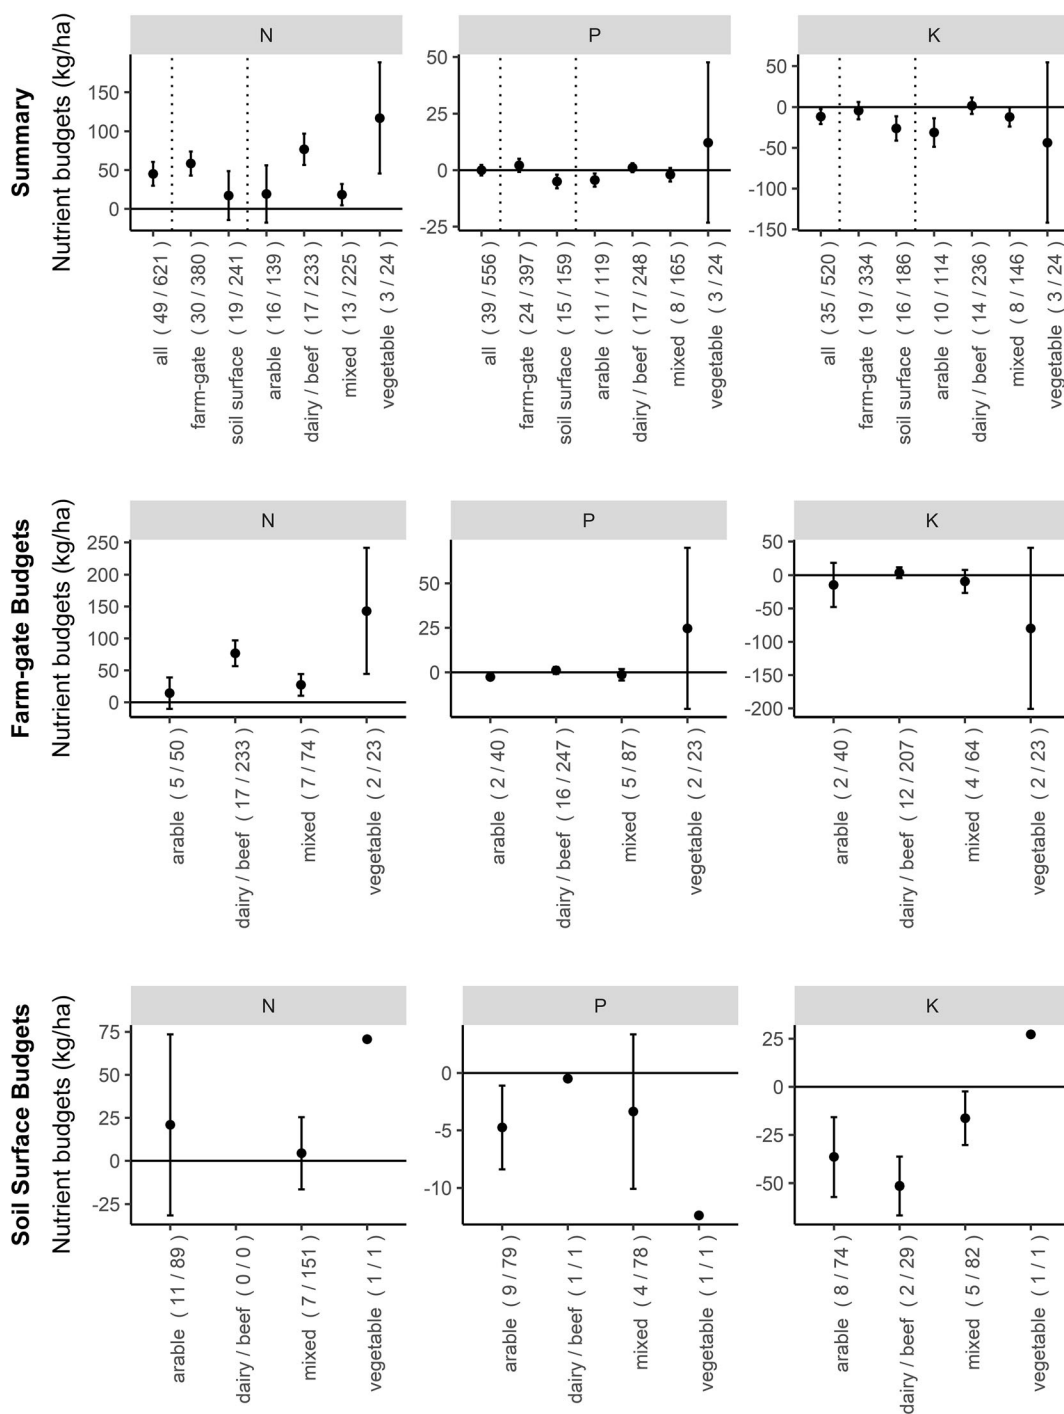 Summary
Nutrient budgets (kg/ha)
N
150
100
50
0
all ( 49 / 621 )
farm-gate ( 30 / 380 )
soil surface ( 19 / 241 )
arable ( 16 / 139 )
dairy / beef ( 17 / 233 )
mixed ( 13 / 225 )
vegetable ( 3 / 24 )
P
50
25
0
-25
all ( 39 / 556 )
farm-gate ( 24 / 397 )
soil surface ( 15 / 159 )
arable ( 11 / 119 )
dairy / beef ( 17 / 248 )
mixed ( 8 / 165 )
vegetable ( 3 / 24 )
K
50
0
-50
-100
-150
all ( 35 / 520 )
farm-gate ( 19 / 334 )
soil surface ( 16 / 186 )
arable ( 10 / 114 )
dairy / beef ( 14 / 236 )
mixed ( 8 / 146 )
vegetable ( 3 / 24 )
Farm-gate Budgets
Nutrient budgets (kg/ha)
N
250
200
150
100
50
0
arable ( 5 / 50 )
dairy / beef ( 17 / 233 )
mixed ( 7 / 74 )
vegetable ( 2 / 23 )
P
50
25
0
arable ( 2 / 40 )
dairy / beef ( 16 / 247 )
mixed ( 5 / 87 )
vegetable ( 2 / 23 )
K
50
0
-50
-100
-150
-200
arable ( 2 / 40 )
dairy / beef ( 12 / 207 )
mixed ( 4 / 64 )
vegetable ( 2 / 23 )
Soil Surface Budgets
Nutrient budgets (kg/ha)
N
75
50
25
0
-25
arable ( 11 / 89 )
dairy / beef ( 0 / 0 )
mixed ( 7 / 151 )
vegetable ( 1 / 1 )
P
0
-5
-10
arable ( 9 / 79 )
dairy / beef ( 1 / 1 )
mixed ( 4 / 78 )
vegetable ( 1 / 1 )
K
25
0
-25
-50
arable ( 8 / 74 )
dairy / beef ( 2 / 29 )
mixed ( 5 / 82 )
vegetable ( 1 / 1 )